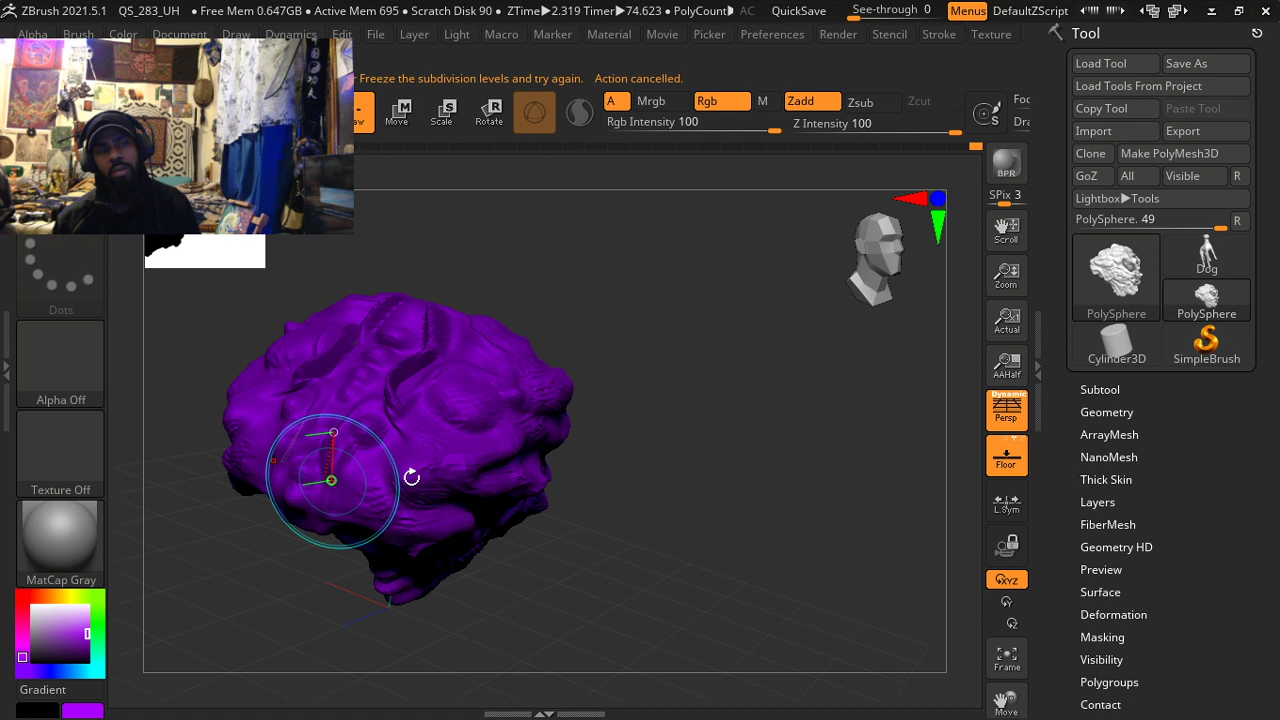 ZBrush 2021.5.1 QS_283_UH • Free Mem 0.647GB • Active Mem 695 • Scratch Disk 90 • ZTime▶2.319 Timer▶74.623 • PolyCount▶ AC QuickSave See-through 0 Menus DefaultZScript
Alpha Brush Color Document Draw Dynamics Edit File Layer Light Macro Marker Material Movie Picker Preferences Render Stencil Stroke Texture
r Freeze the subdivision levels and try again. Action cancelled.
Move Scale Rotate
A Mrgb Rgb M Zadd Zsub Zcut
Rgb Intensity 100 Z Intensity 100
Foc
Dra
Dots
Alpha Off
Texture Off
MatCap Gray
Gradient
BPR
SPix 3
Scroll
Zoom
Actual
AAHalf
Dynamic
Persp
Floor
L.Sym
XYZ
Y
Z
Frame
Move
Tool
Load Tool Save As
Load Tools From Project
Copy Tool Paste Tool
Import Export
Clone Make PolyMesh3D
GoZ All Visible R
Lightbox▶Tools
PolySphere. 49 R
PolySphere
Dog
PolySphere
Cylinder3D SimpleBrush
Subtool
Geometry
ArrayMesh
NanoMesh
Thick Skin
Layers
FiberMesh
Geometry HD
Preview
Surface
Deformation
Masking
Visibility
Polygroups
Contact